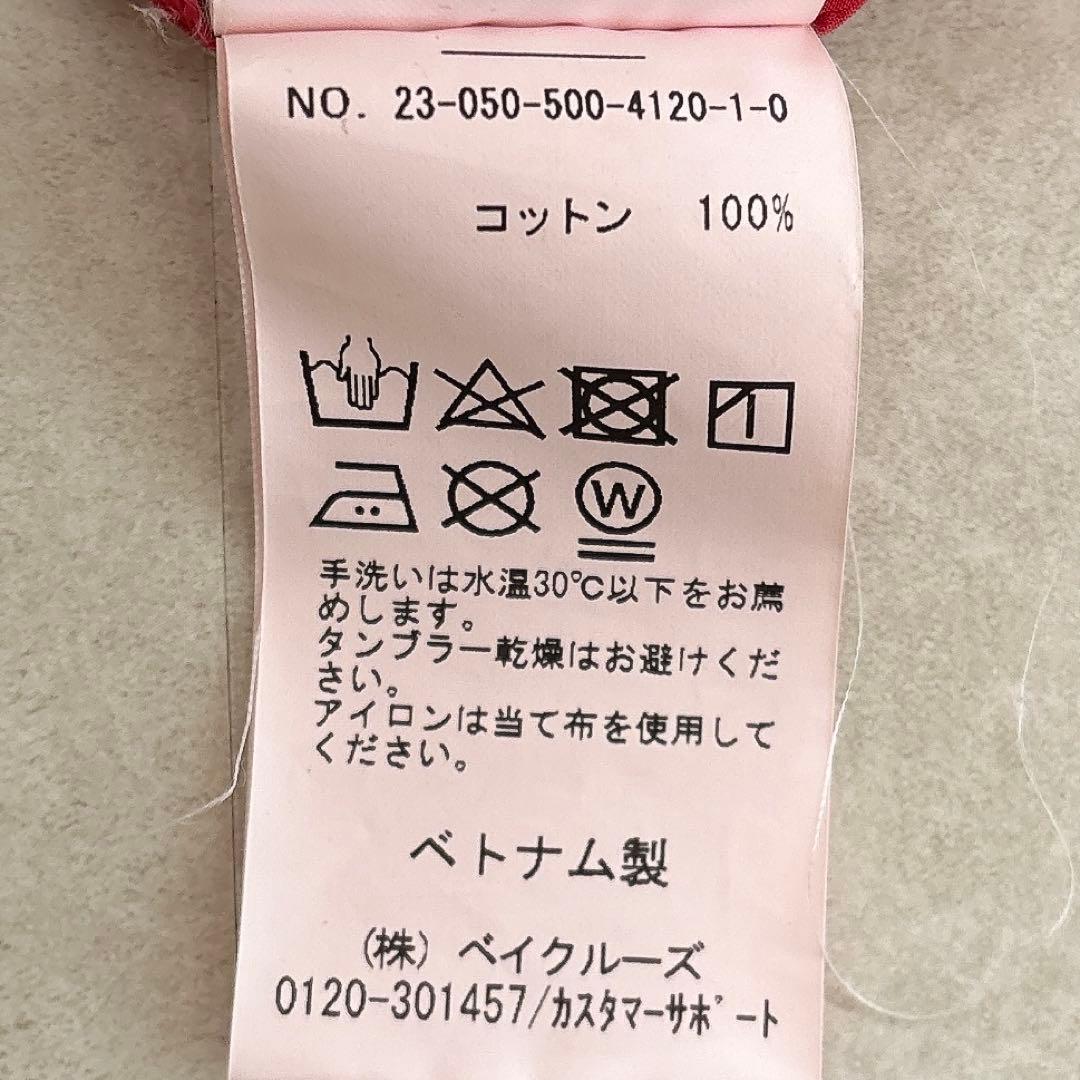 NO. 23-050-500-4120-1-0
コットン 100%
W
手洗いは水温30℃以下をお薦
めします。
タンブラー乾燥はお避けくだ
さい。
アイロンは当て布を使用して
ください。
ベトナム製
(株) ベイクルーズ
0120-301457/ｶｽﾀﾏｰｻﾎﾟｰﾄ